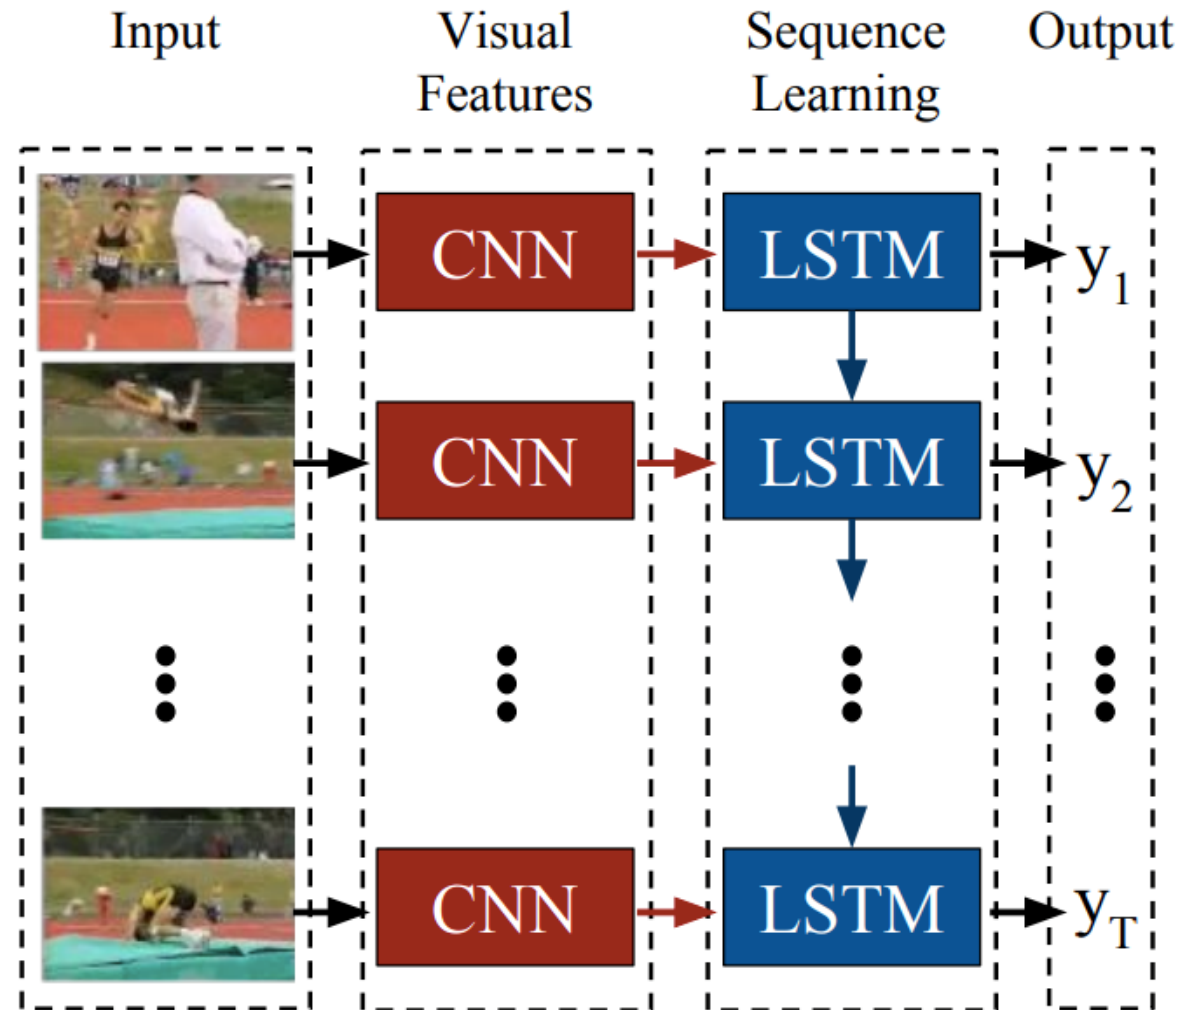 Input
Visual
Features
Sequence
Learning
Output
CNN
LSTM
y1
CNN
LSTM
y2
CNN
LSTM
yT